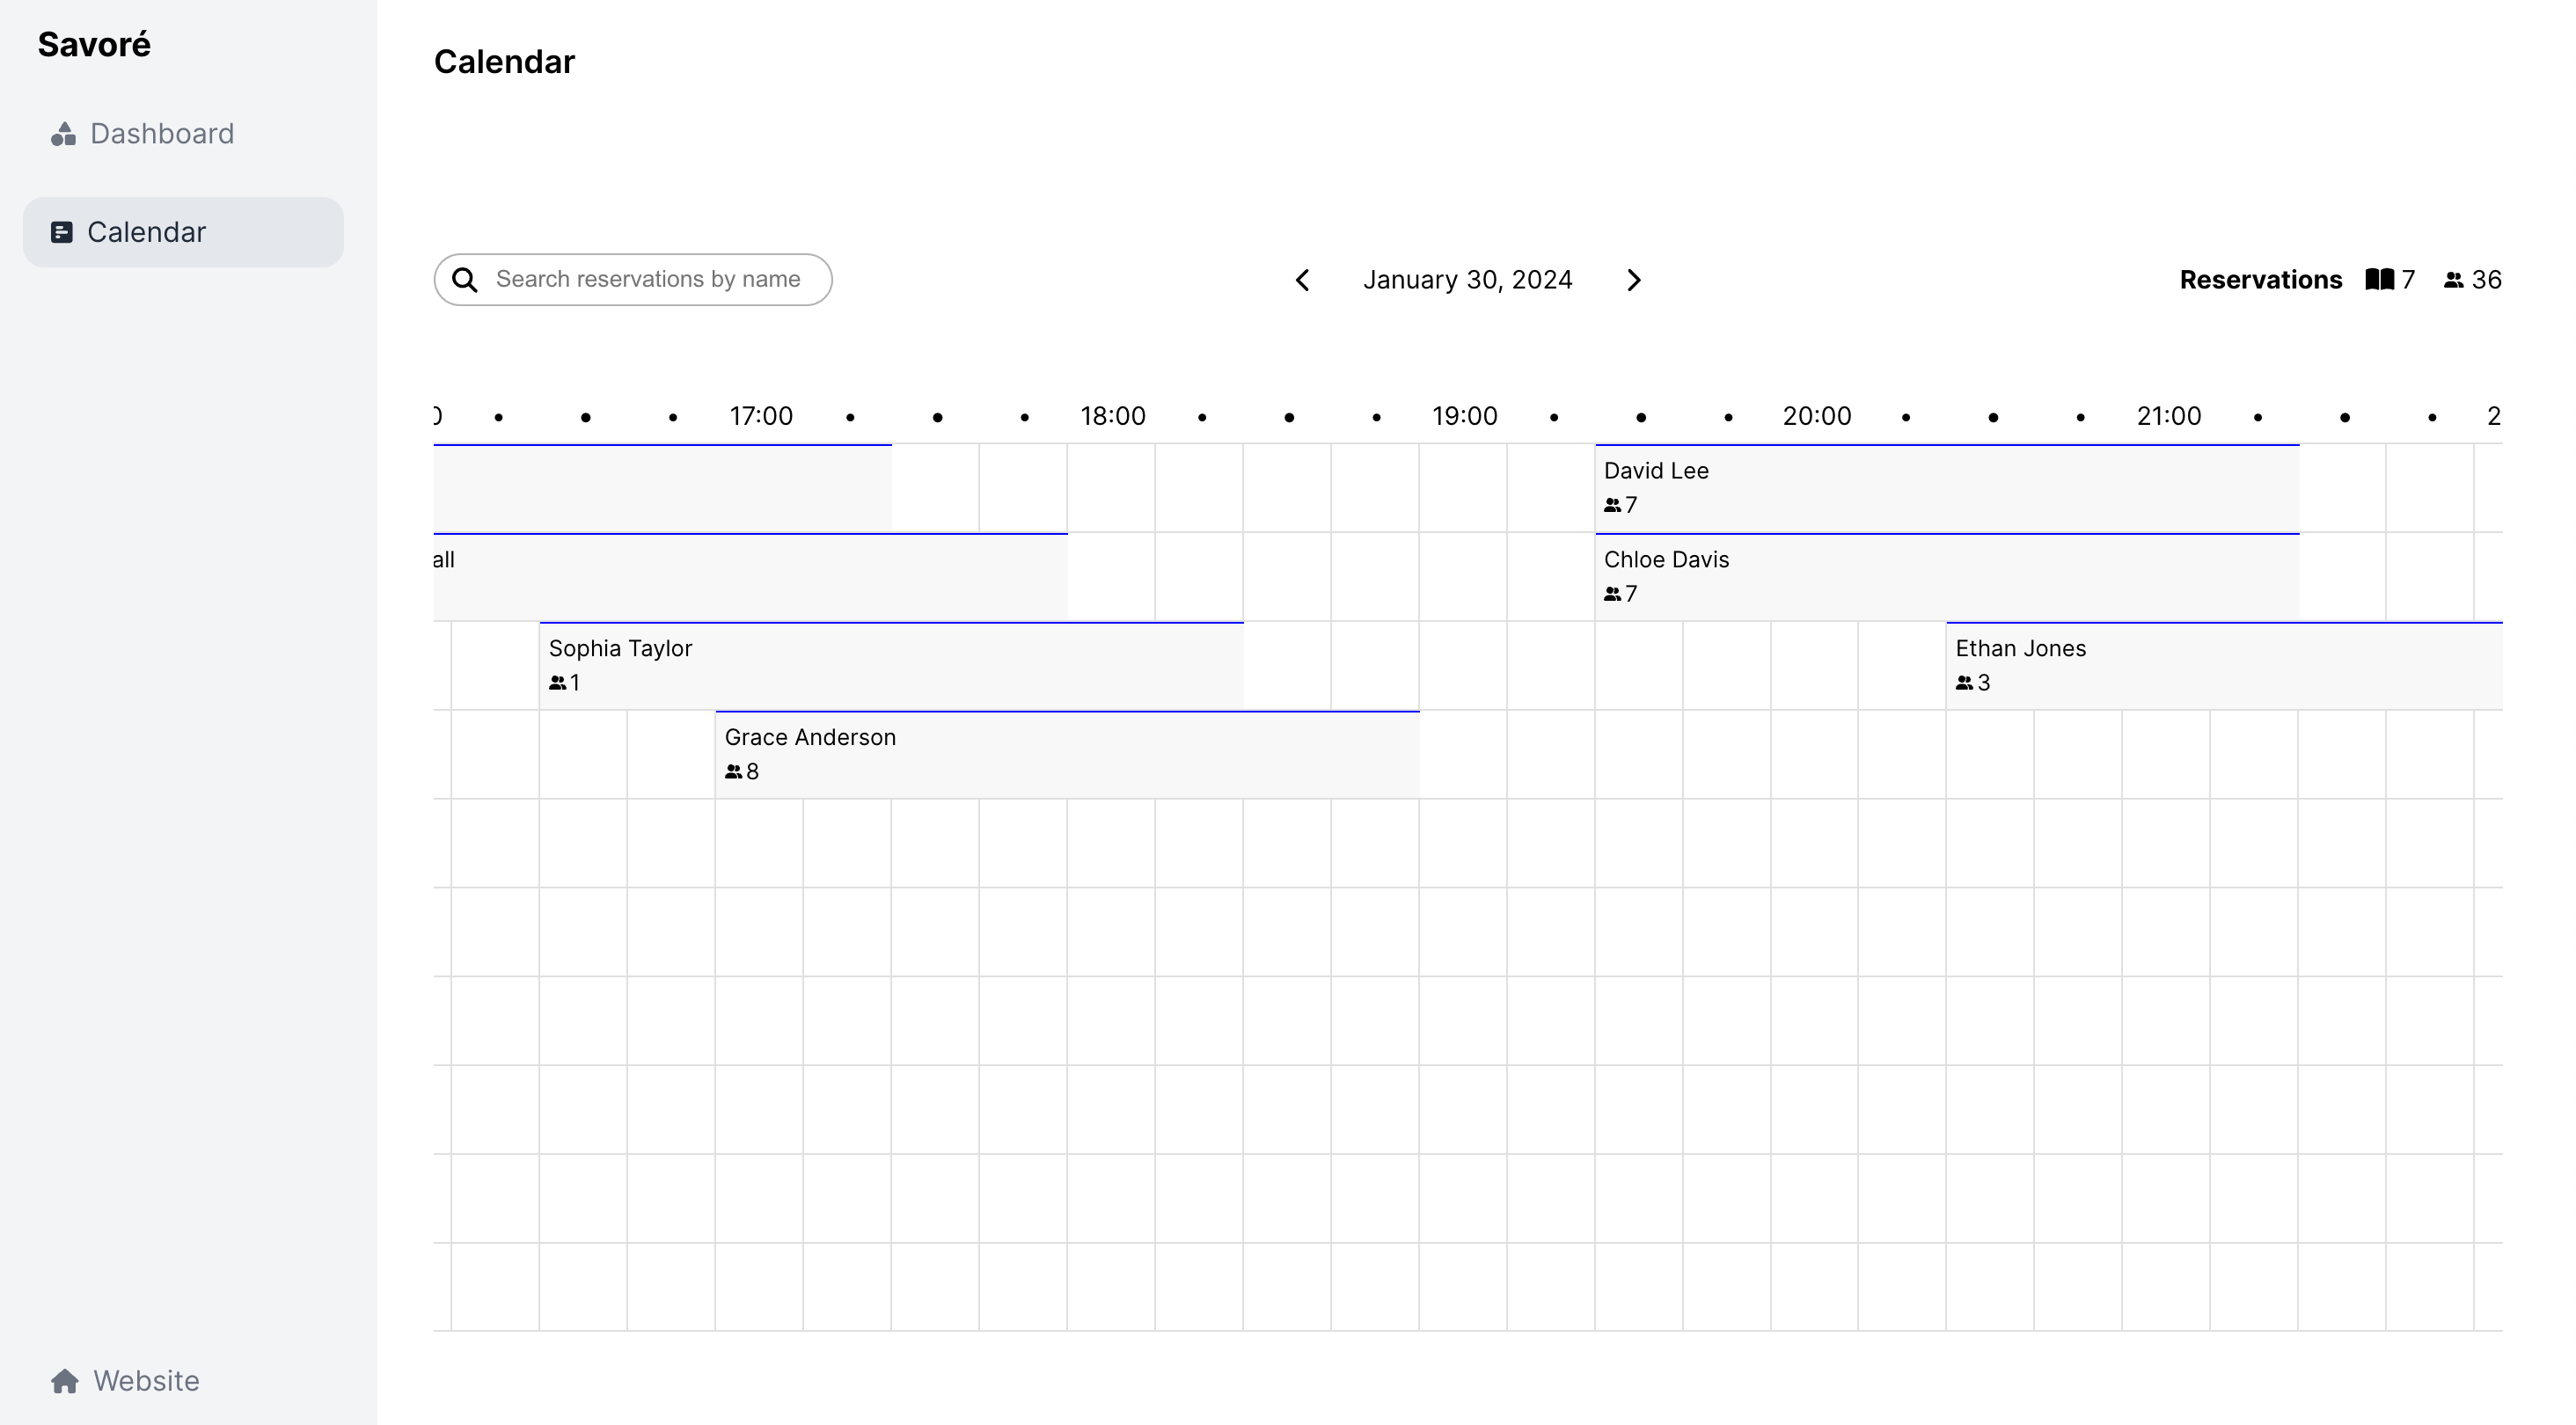 Savoré
Dashboard
Calendar
Website
Calendar
Search reservations by name
January 30, 2024
Reservations 7 36
0 17:00 18:00 19:00 20:00 21:00 2
David Lee
7
all
Chloe Davis
7
Sophia Taylor
1
Ethan Jones
3
Grace Anderson
8